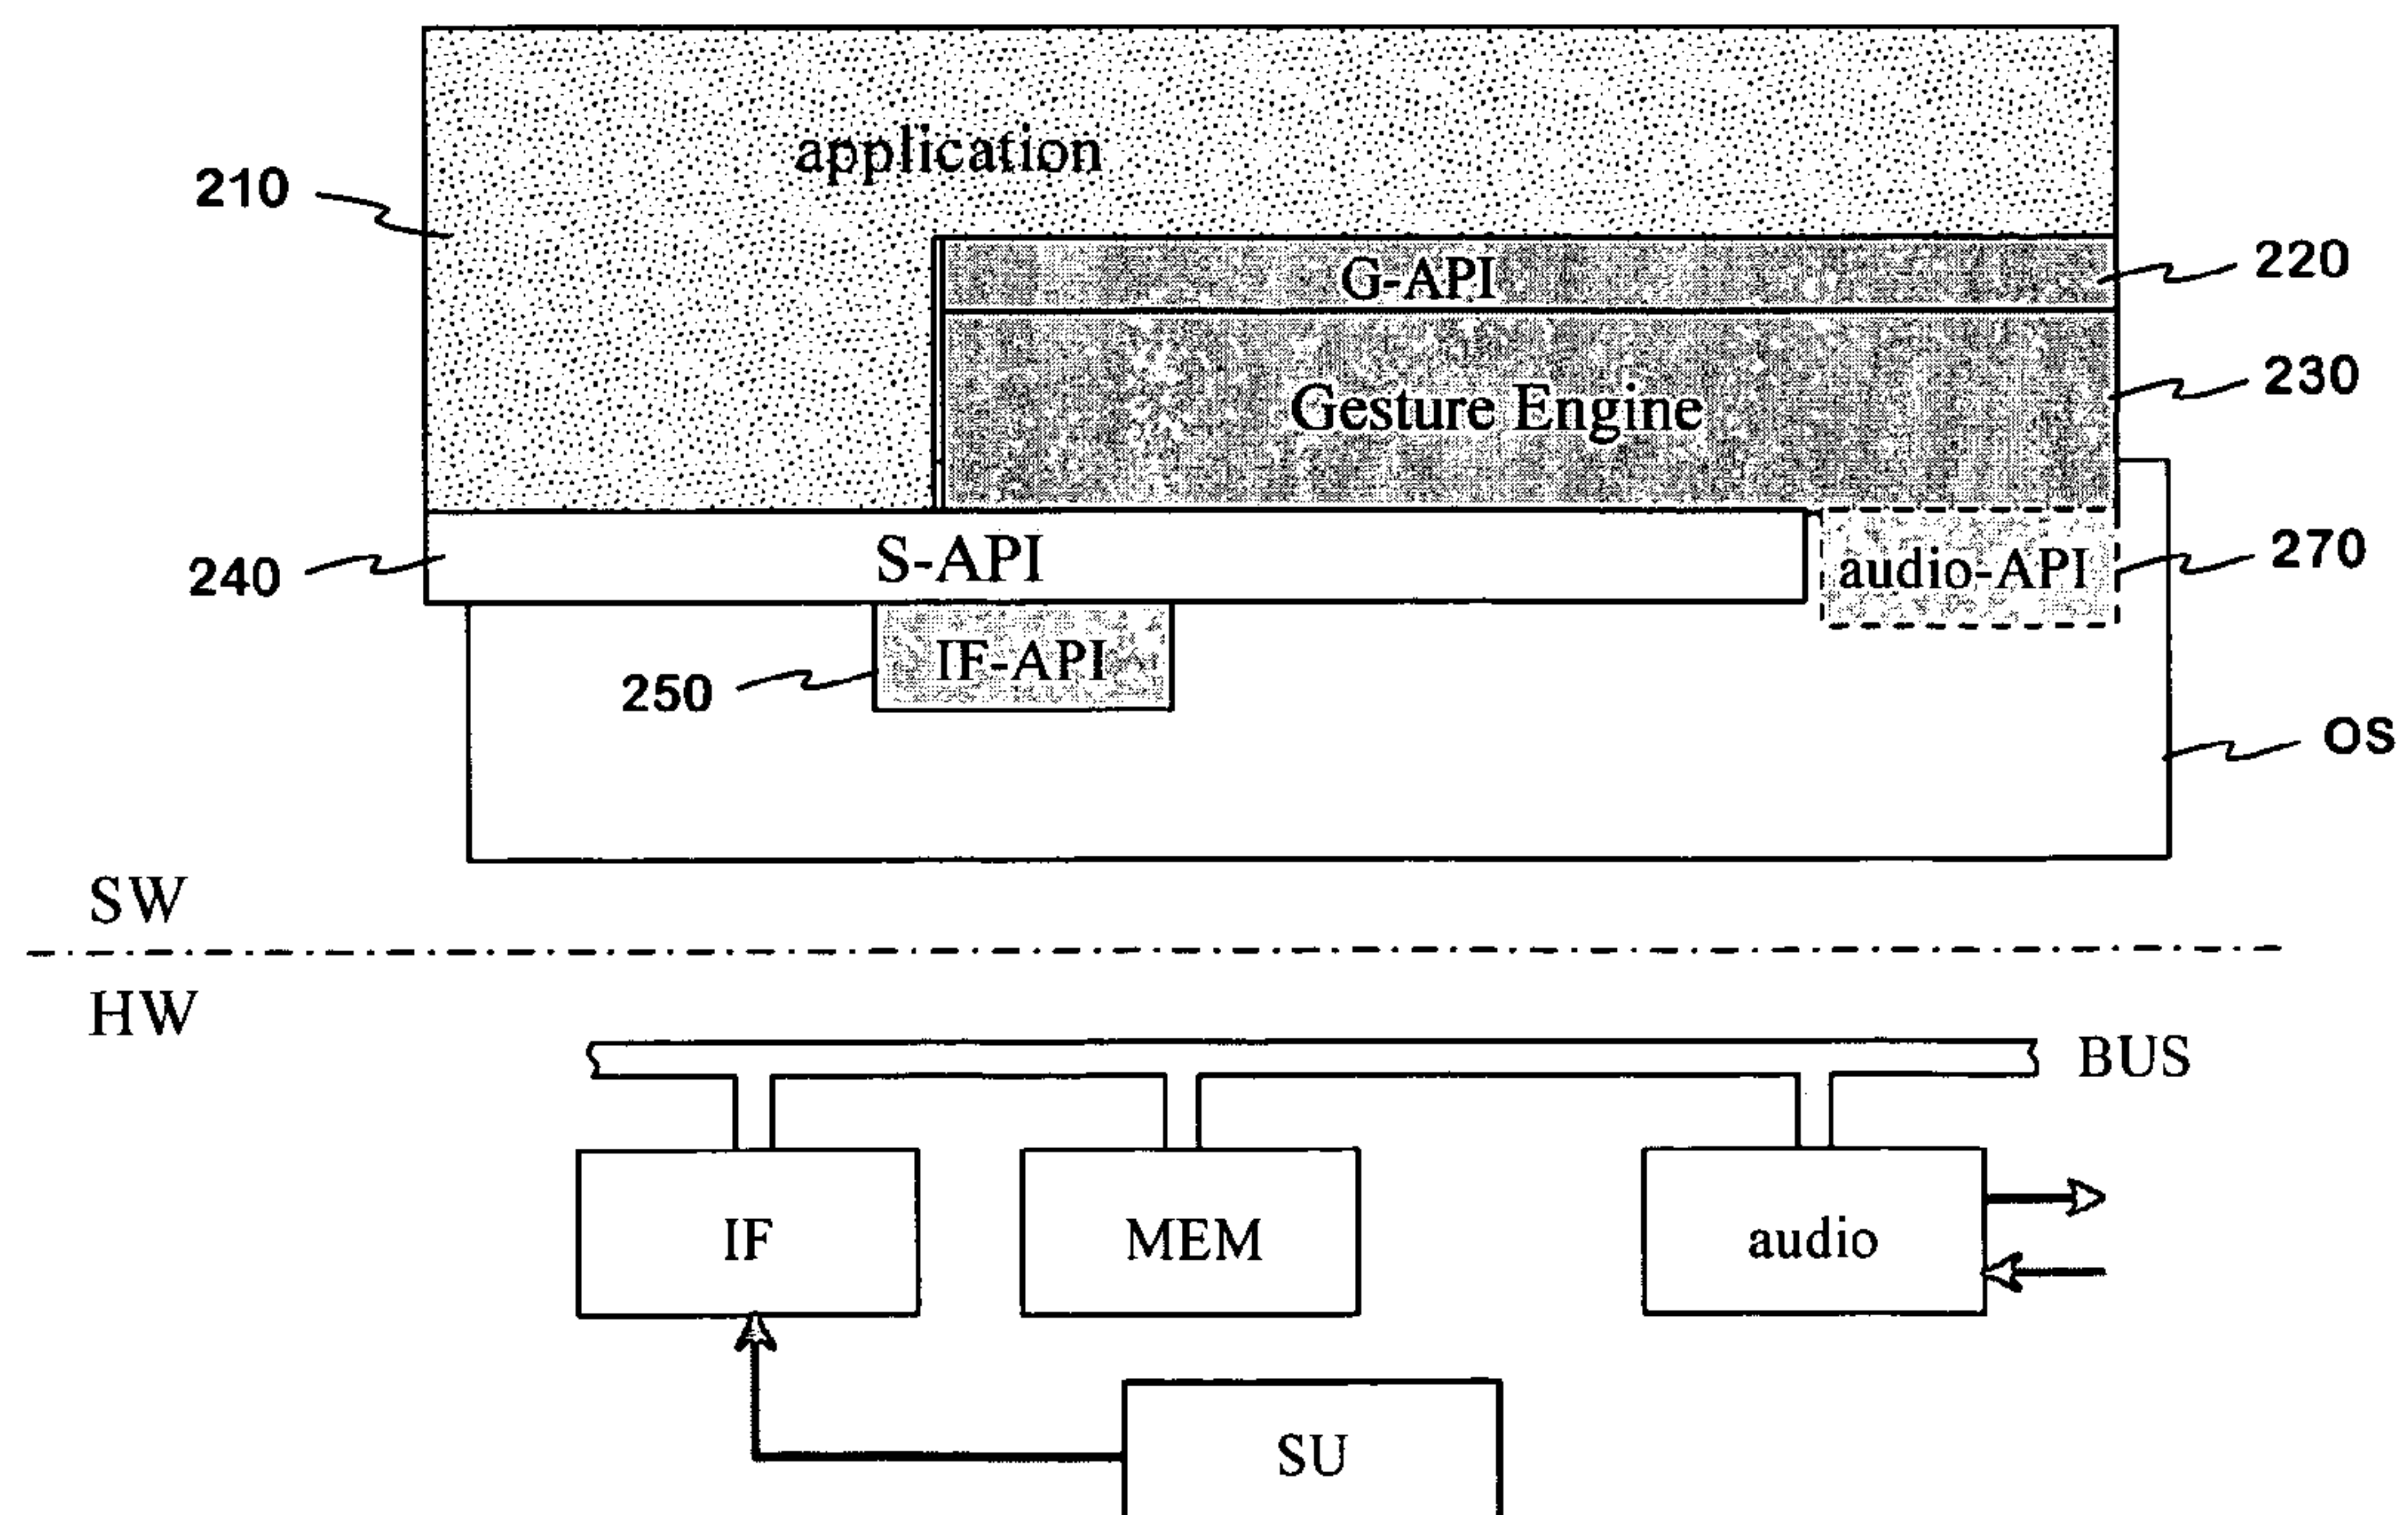 application
210
G-API
220
230
Gesture Engine
S-API
240
audio-API
270
IF-API
250
OS
SW
HW
BUS
IF
MEM
audio
SU